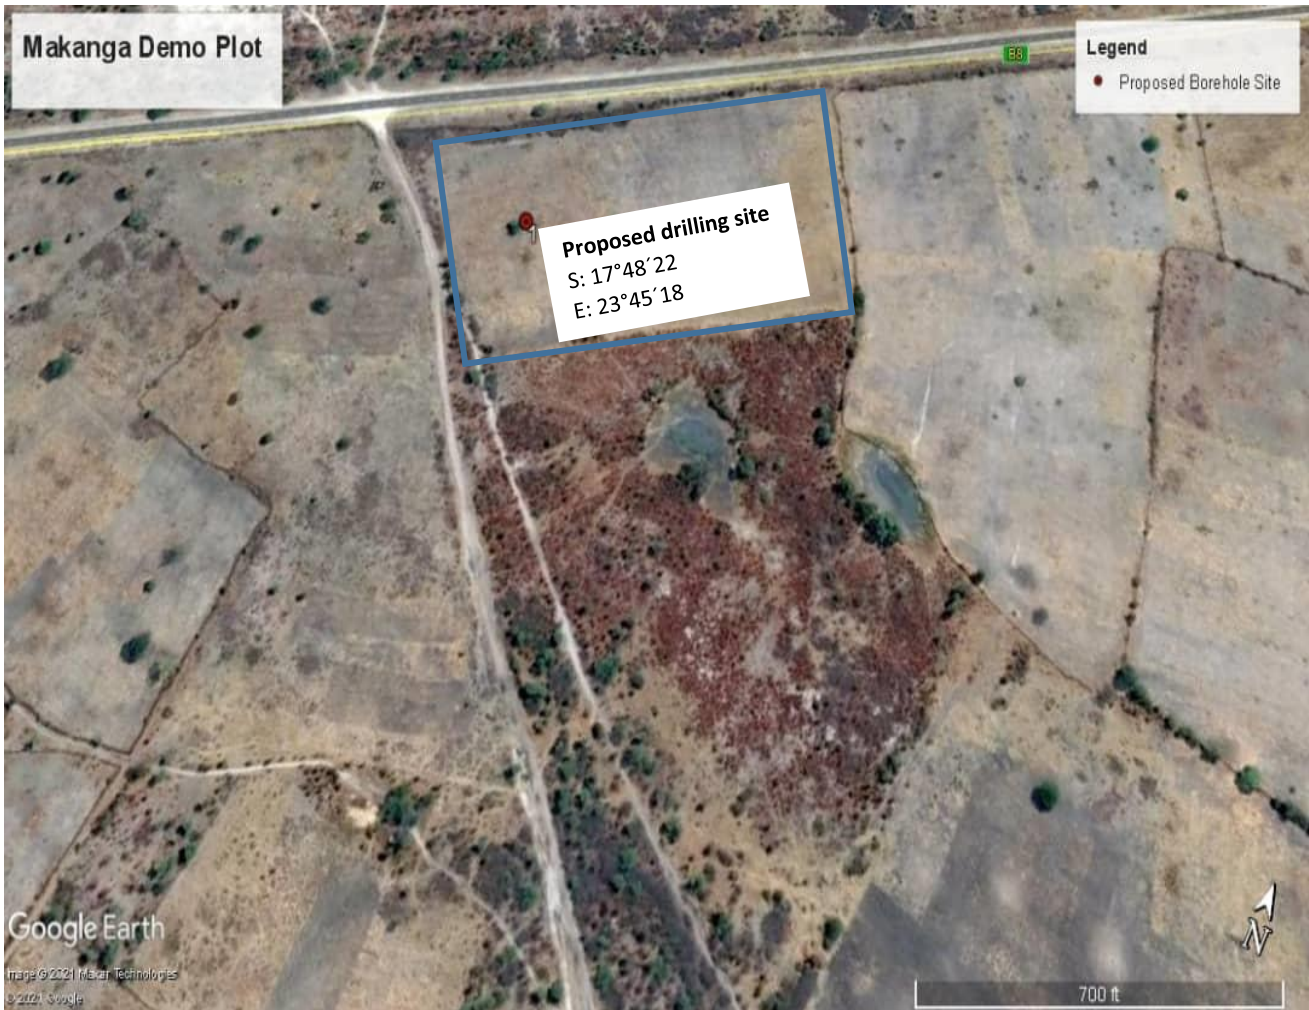 Makanga Demo Plot
B8
Legend
Proposed Borehole Site
1
Proposed drilling site
S: 17°48´22
E: 23°45´18
Google Earth
Image © 2021 Maxar Technologies
© 2021 Google
N
700 ft